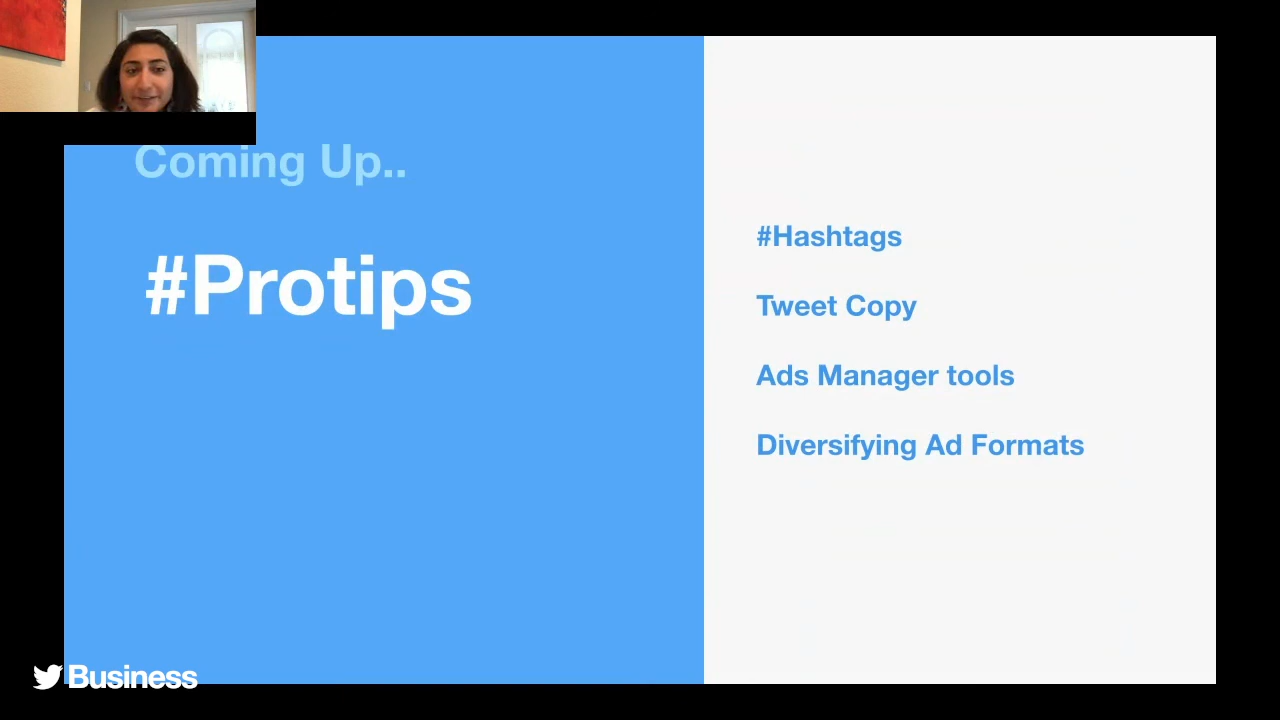 Coming Up..
#Protips
#Hashtags
Tweet Copy
Ads Manager tools
Diversifying Ad Formats
Business